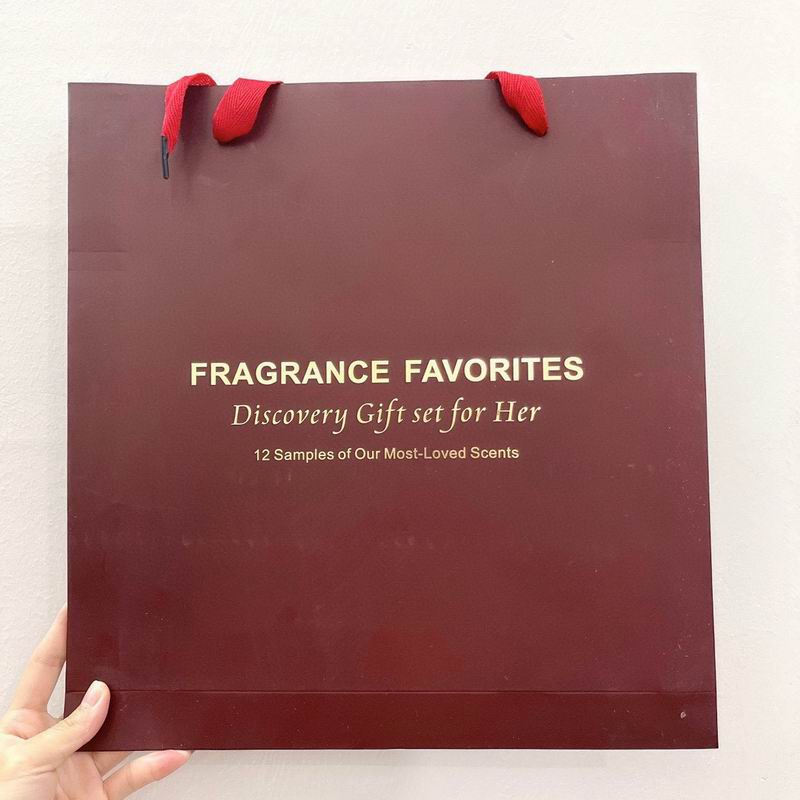 FRAGRANCE FAVORITES
Discovery Gift set for Her
12 Samples of Our Most-Loved Scents